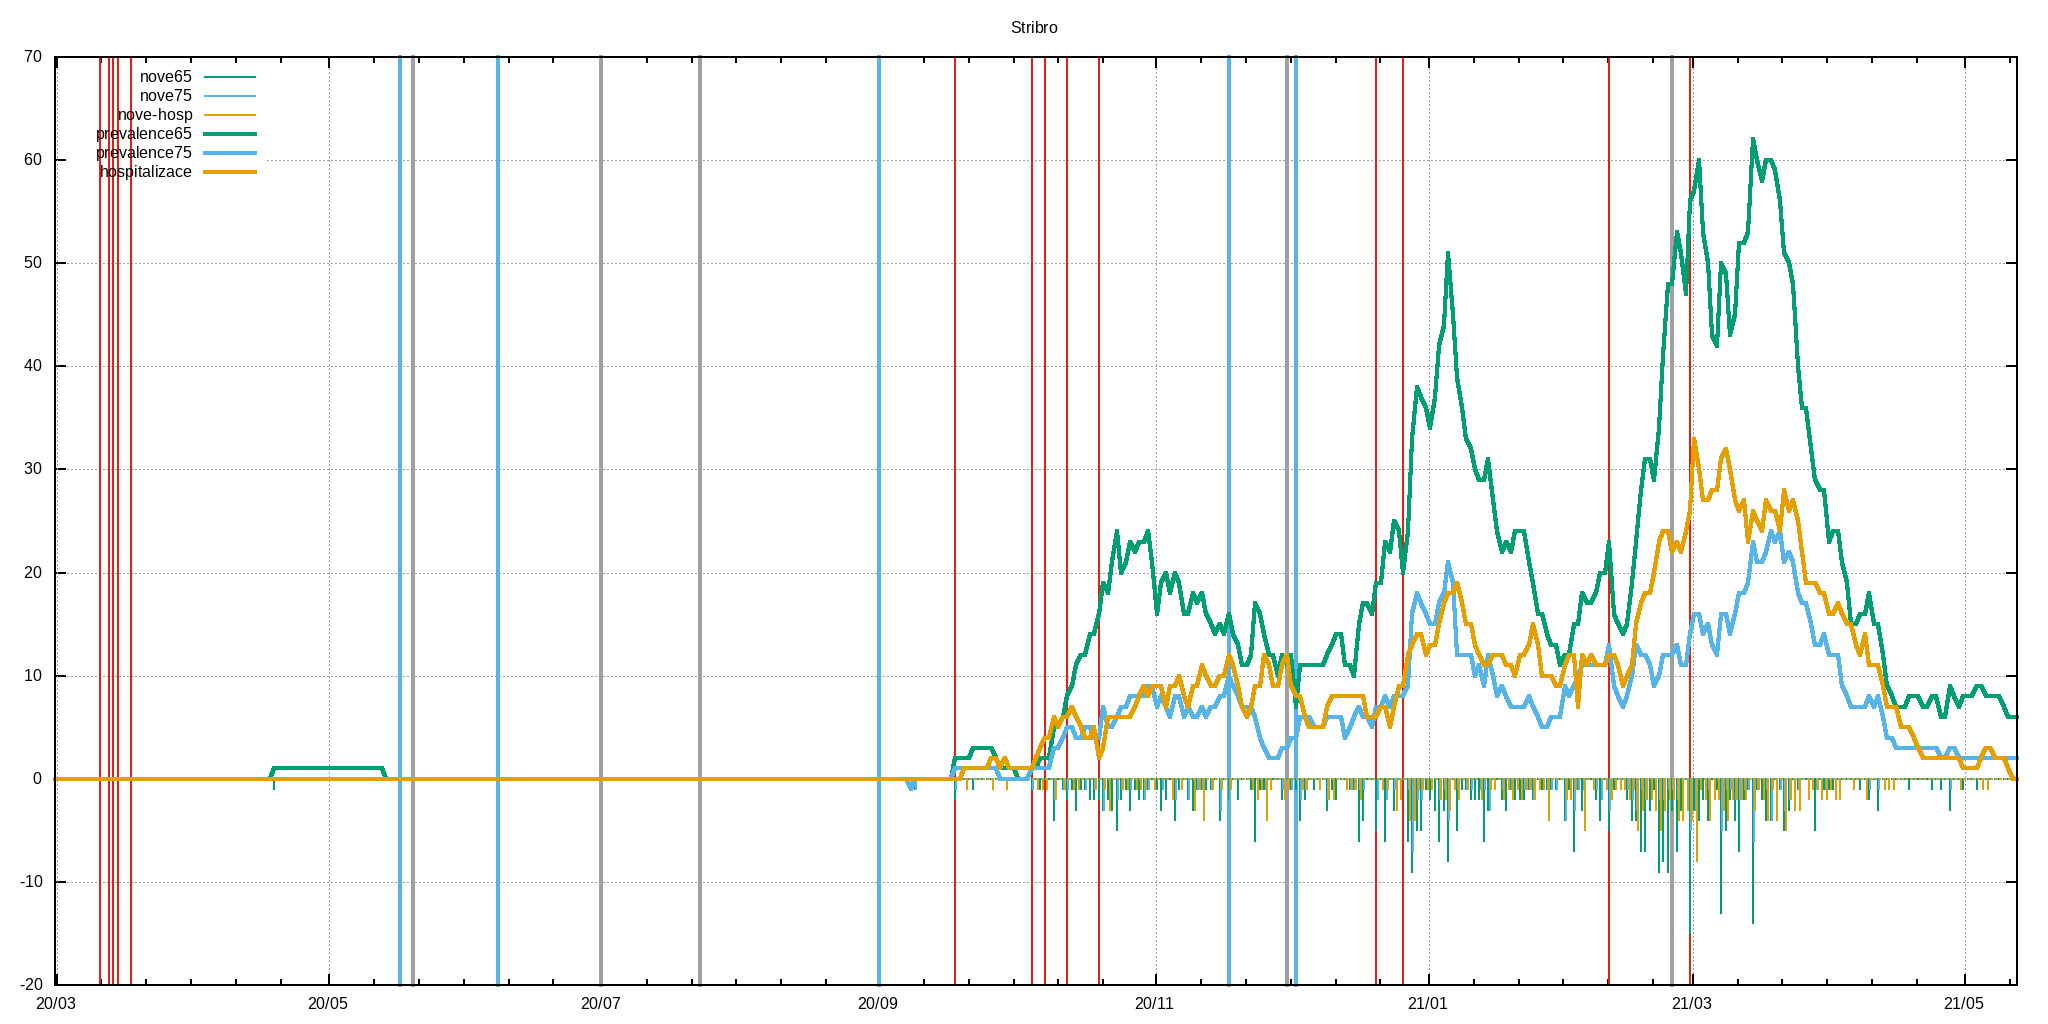 Stribro
70
60
50
40
30
20
10
0
-10
-20
nove65
nove75
nove-hosp
prevalence65
prevalence75
hospitalizace
20/03 20/05 20/07 20/09 20/11 21/01 21/03 21/05